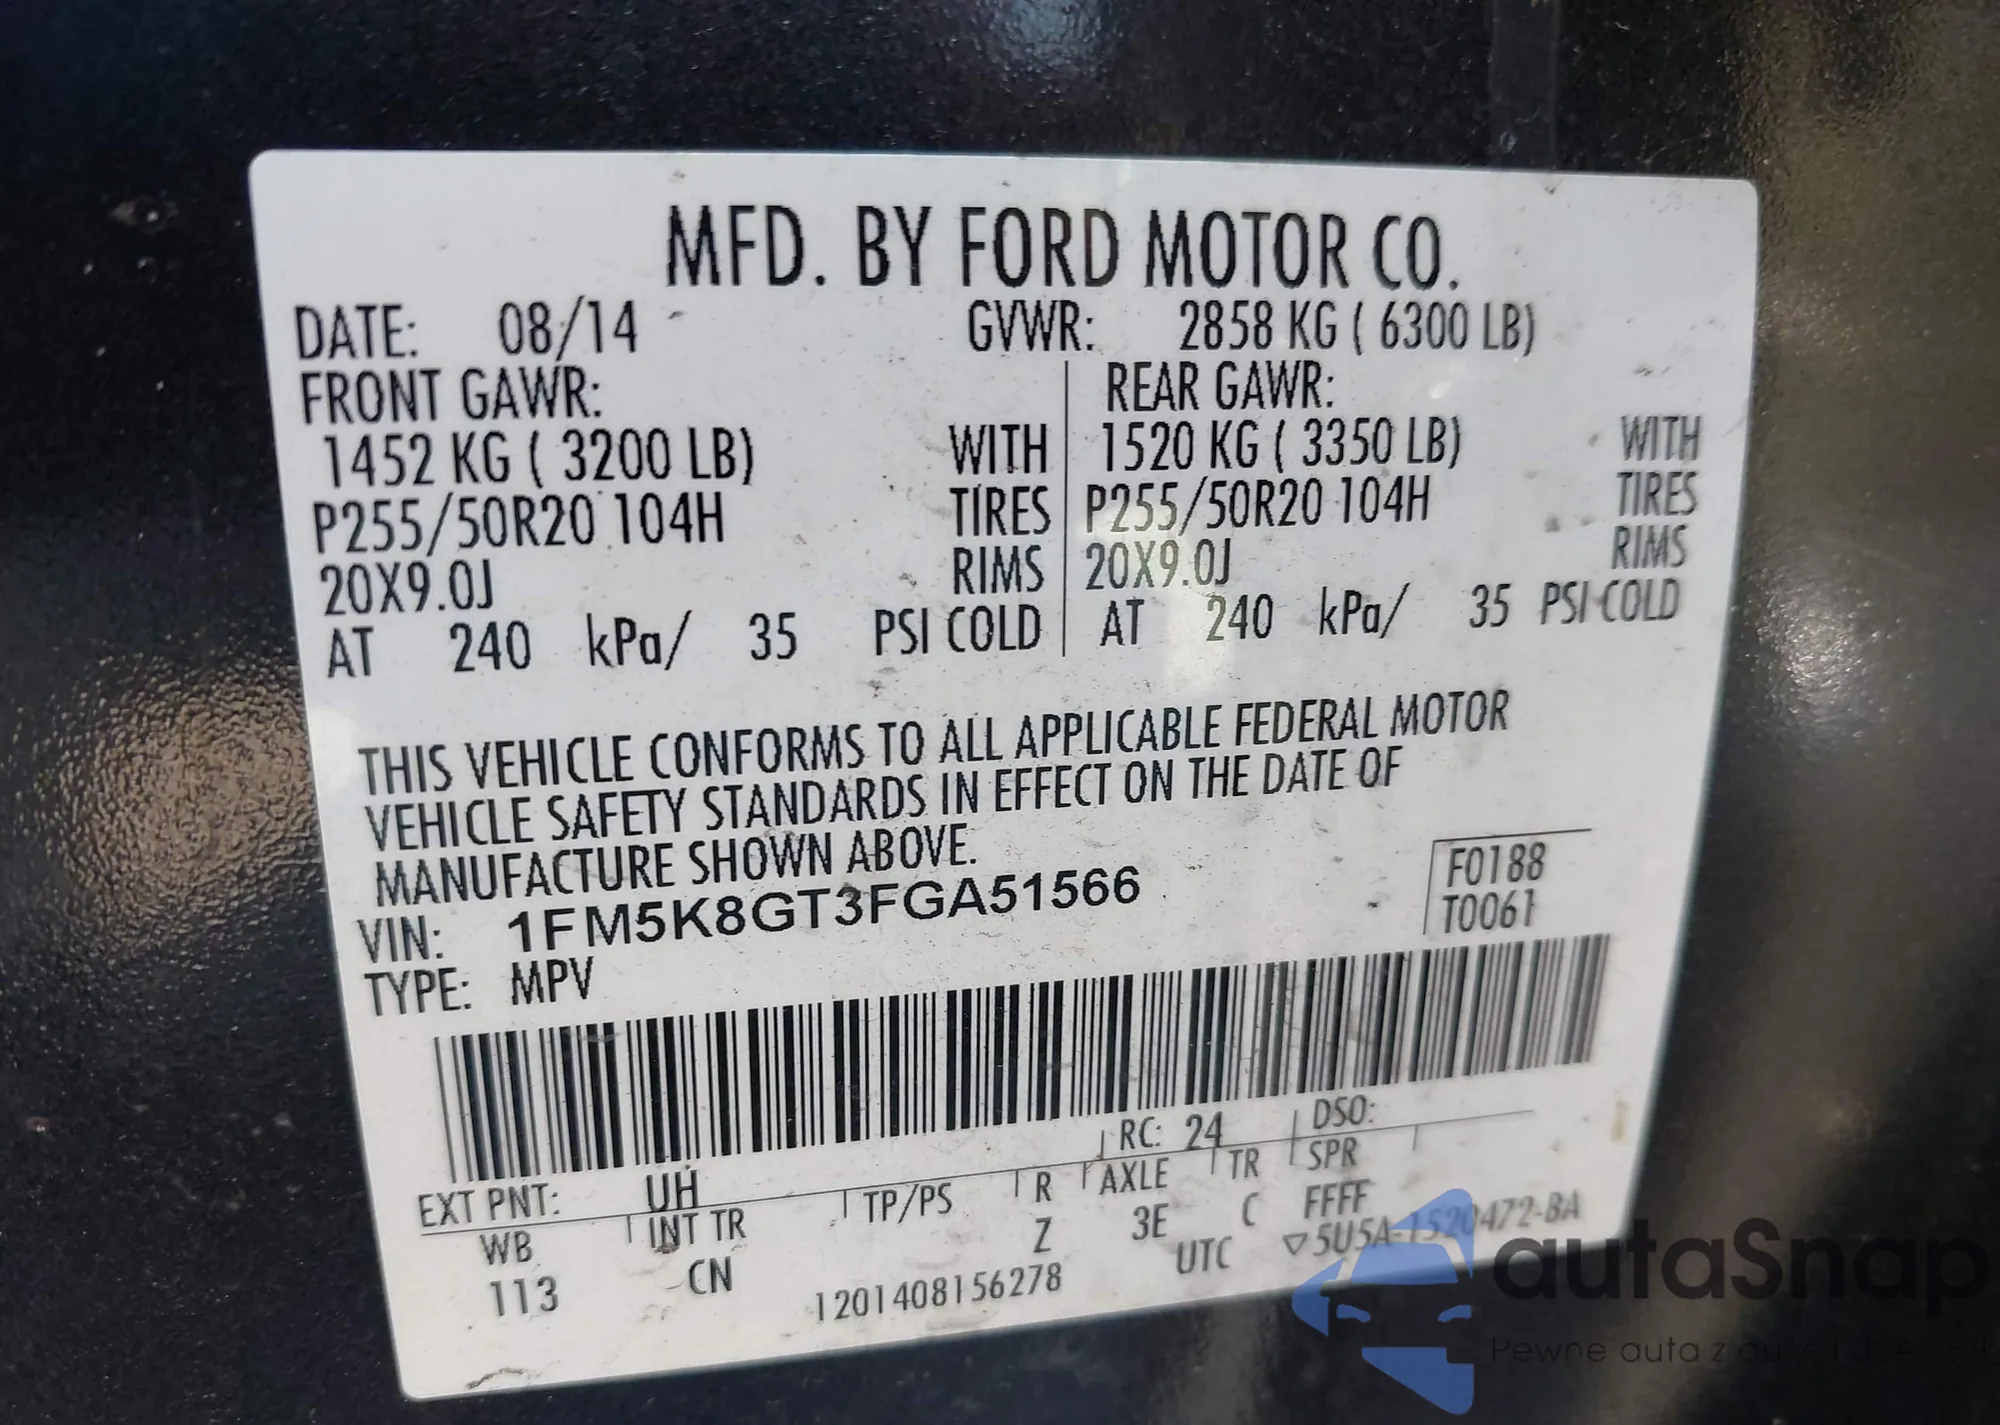 MFD. BY FORD MOTOR CO.
DATE: 08/14 GVWR: 2858 KG ( 6300 LB)
FRONT GAWR: REAR GAWR:
1452 KG ( 3200 LB) WITH 1520 KG ( 3350 LB) WITH
P255/50R20 104H TIRES P255/50R20 104H TIRES
20X9.0J RIMS 20X9.0J RIMS
AT 240 kPa/ 35 PSI COLD AT 240 kPa/ 35 PSI COLD
THIS VEHICLE CONFORMS TO ALL APPLICABLE FEDERAL MOTOR
VEHICLE SAFETY STANDARDS IN EFFECT ON THE DATE OF
MANUFACTURE SHOWN ABOVE.
VIN: 1FM5K8GT3FGA51566
F0188
T0061
TYPE: MPV
RC: 24 DSO:
EXT PNT: UH
WB INT TR TP/PS R AXLE TR SPR
113 CN Z 3E C FFFF
1201408156278 UTC ▽5U5A-1520472-BA
autaSnap
Pewne auta z